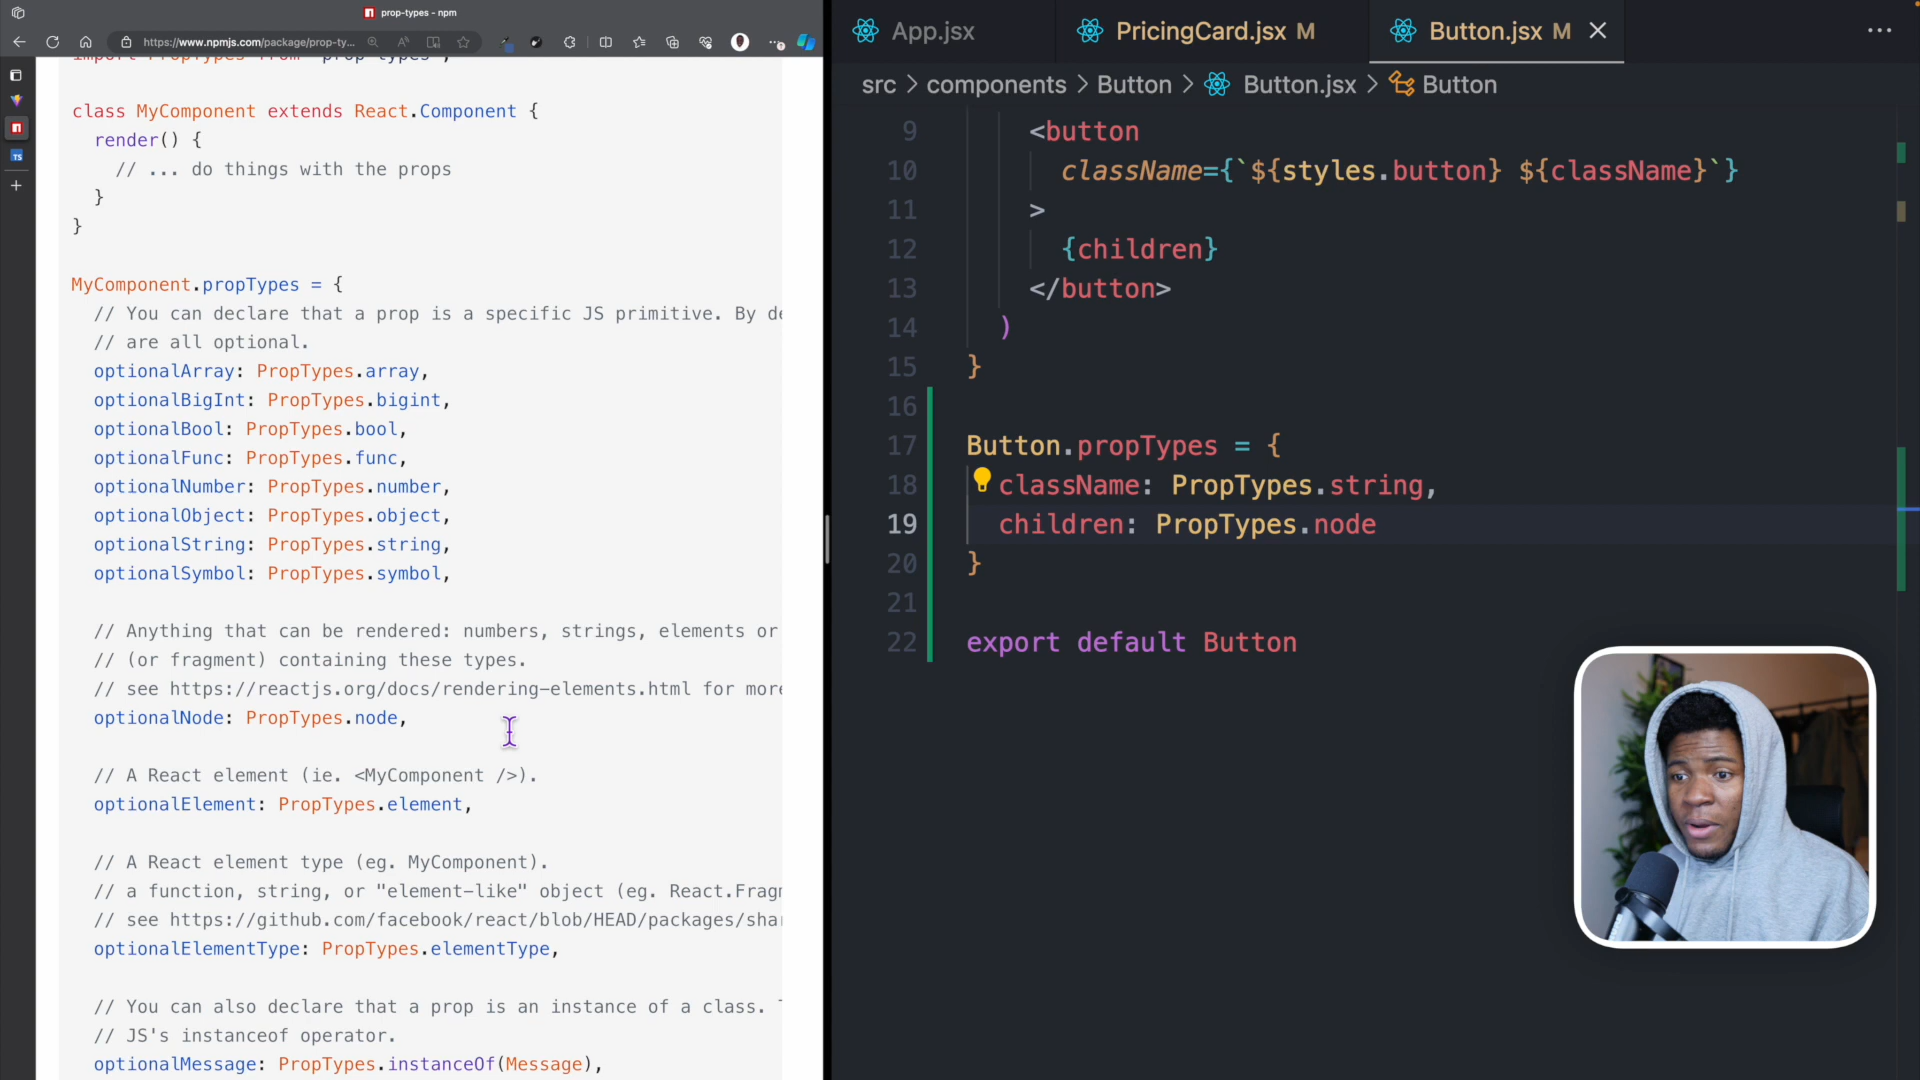 prop-types - npm
https://www.npmjs.com/package/prop-ty...
import PropTypes from 'prop-types';
class MyComponent extends React.Component {
render() {
// ... do things with the props
}
}
MyComponent.propTypes = {
// You can declare that a prop is a specific JS primitive. By de
// are all optional.
optionalArray: PropTypes.array,
optionalBigInt: PropTypes.bigint,
optionalBool: PropTypes.bool,
optionalFunc: PropTypes.func,
optionalNumber: PropTypes.number,
optionalObject: PropTypes.object,
optionalString: PropTypes.string,
optionalSymbol: PropTypes.symbol,
// Anything that can be rendered: numbers, strings, elements or
// (or fragment) containing these types.
// see https://reactjs.org/docs/rendering-elements.html for more
optionalNode: PropTypes.node,
// A React element (ie. <MyComponent />).
optionalElement: PropTypes.element,
// A React element type (eg. MyComponent).
// a function, string, or "element-like" object (eg. React.Fragm
// see https://github.com/facebook/react/blob/HEAD/packages/sha
optionalElementType: PropTypes.elementType,
// You can also declare that a prop is an instance of a class. T
// JS's instanceof operator.
optionalMessage: PropTypes.instanceOf(Message),
App.jsx
PricingCard.jsx M
Button.jsx M
src > components > Button > Button.jsx > Button
9 <button
10 className={`${styles.button} ${className}`}
11 >
12 {children}
13 </button>
14 )
15 }
16
17 Button.propTypes = {
18 className: PropTypes.string,
19 children: PropTypes.node
20 }
21
22 export default Button